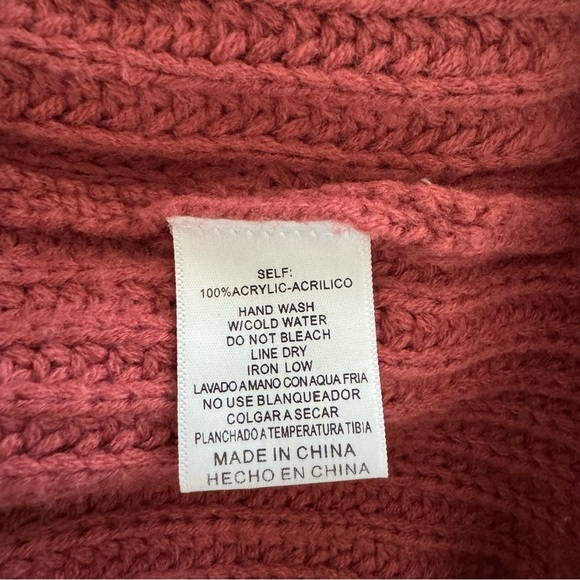 SELF:
100%ACRYLIC-ACRILICO
HAND WASH
W/COLD WATER
DO NOT BLEACH
LINE DRY
IRON LOW
LAVADO A MANO CON AQUA FRIA
NO USE BLANQUEADOR
COLGAR A SECAR
PLANCHADO A TEMPERATURA TIBIA
MADE IN CHINA
HECHO EN CHINA